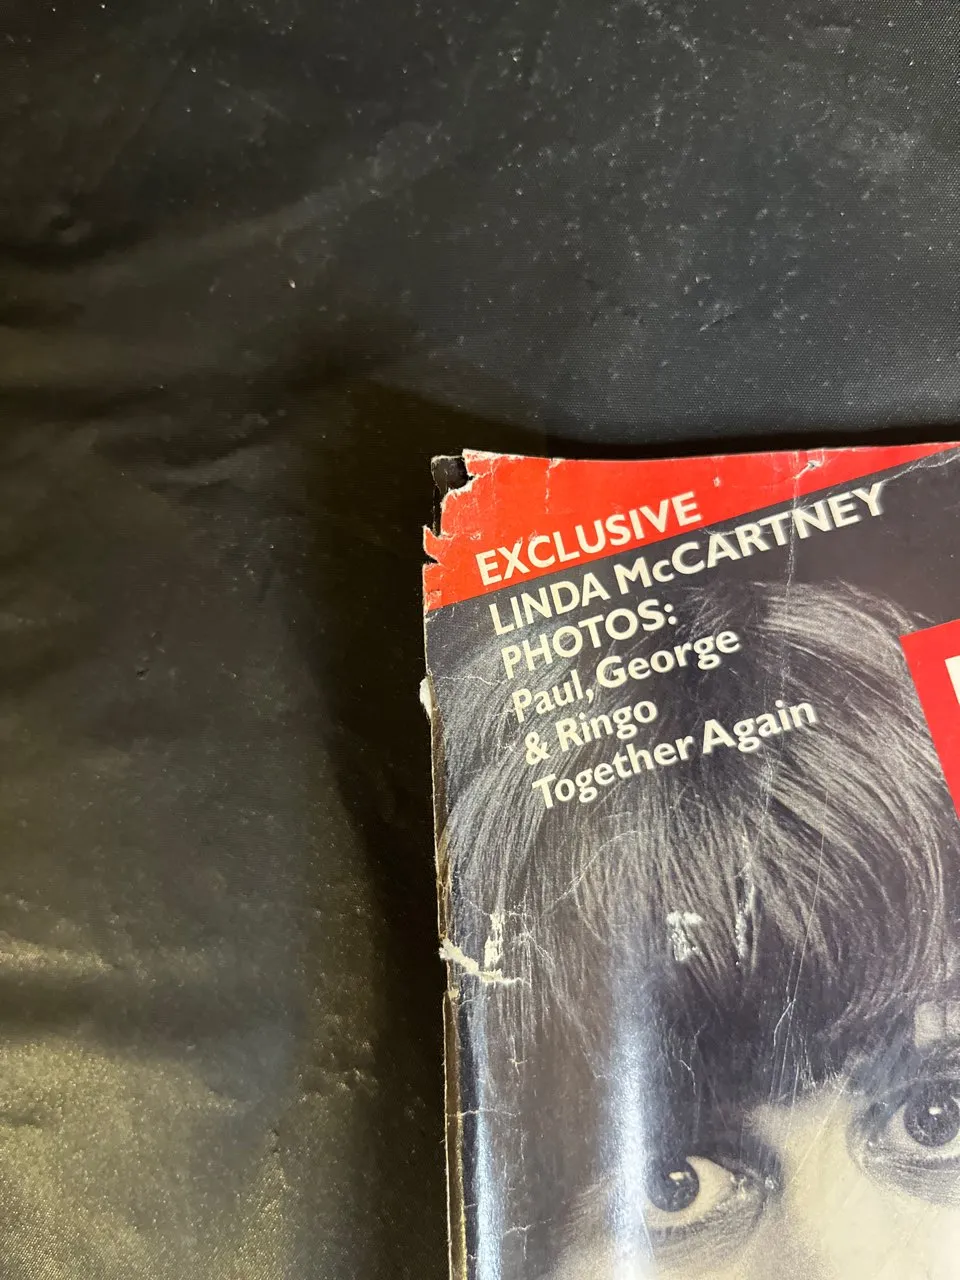 EXCLUSIVE
LINDA McCARTNEY
PHOTOS:
Paul, George
& Ringo
Together Again